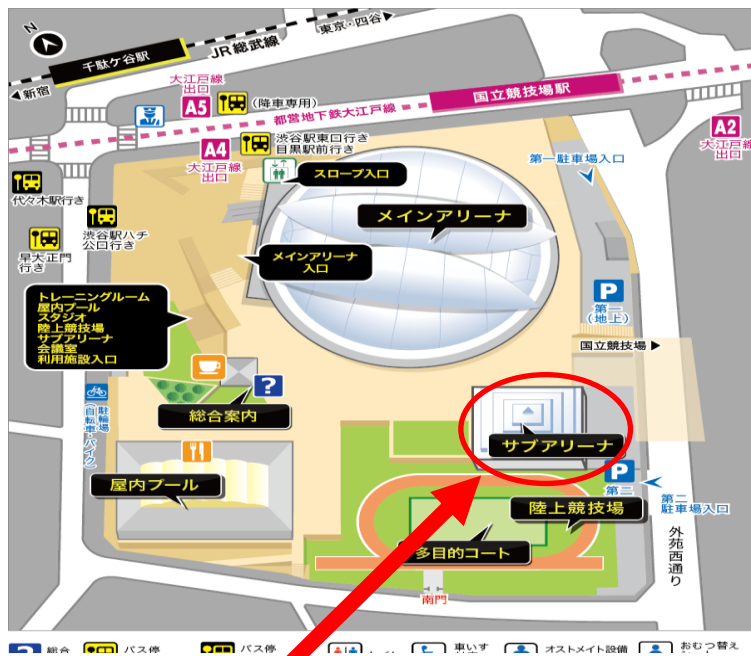 N
東京・四谷▶
JR総武線
千駄ケ谷駅
◀新宿
大江戸線
出口
A5
(降車専用)
国立競技場駅
都営地下鉄大江戸線
A2
大江戸線
出口
A4
大江戸線
出口
渋谷駅東口行き
目黒駅前行き
第一駐車場入口
スロープ入口
代々木駅行き
メインアリーナ
渋谷駅ハチ
公口行き
早大正門
行き
メインアリーナ
入口
P
第一
(地上)
トレーニングルーム
屋内プール
スタジオ
陸上競技場
サブアリーナ
会議室
利用施設入口
国立競技場 ▶
?
総合案内
駐輪場
(自転車・バイク)
サブアリーナ
P
第二
屋内プール
第二
駐車場入口
陸上競技場
外苑西通り
多目的コート
南門
? 総合
バス停
バス停
車いす
オストメイト設備
おむつ替え